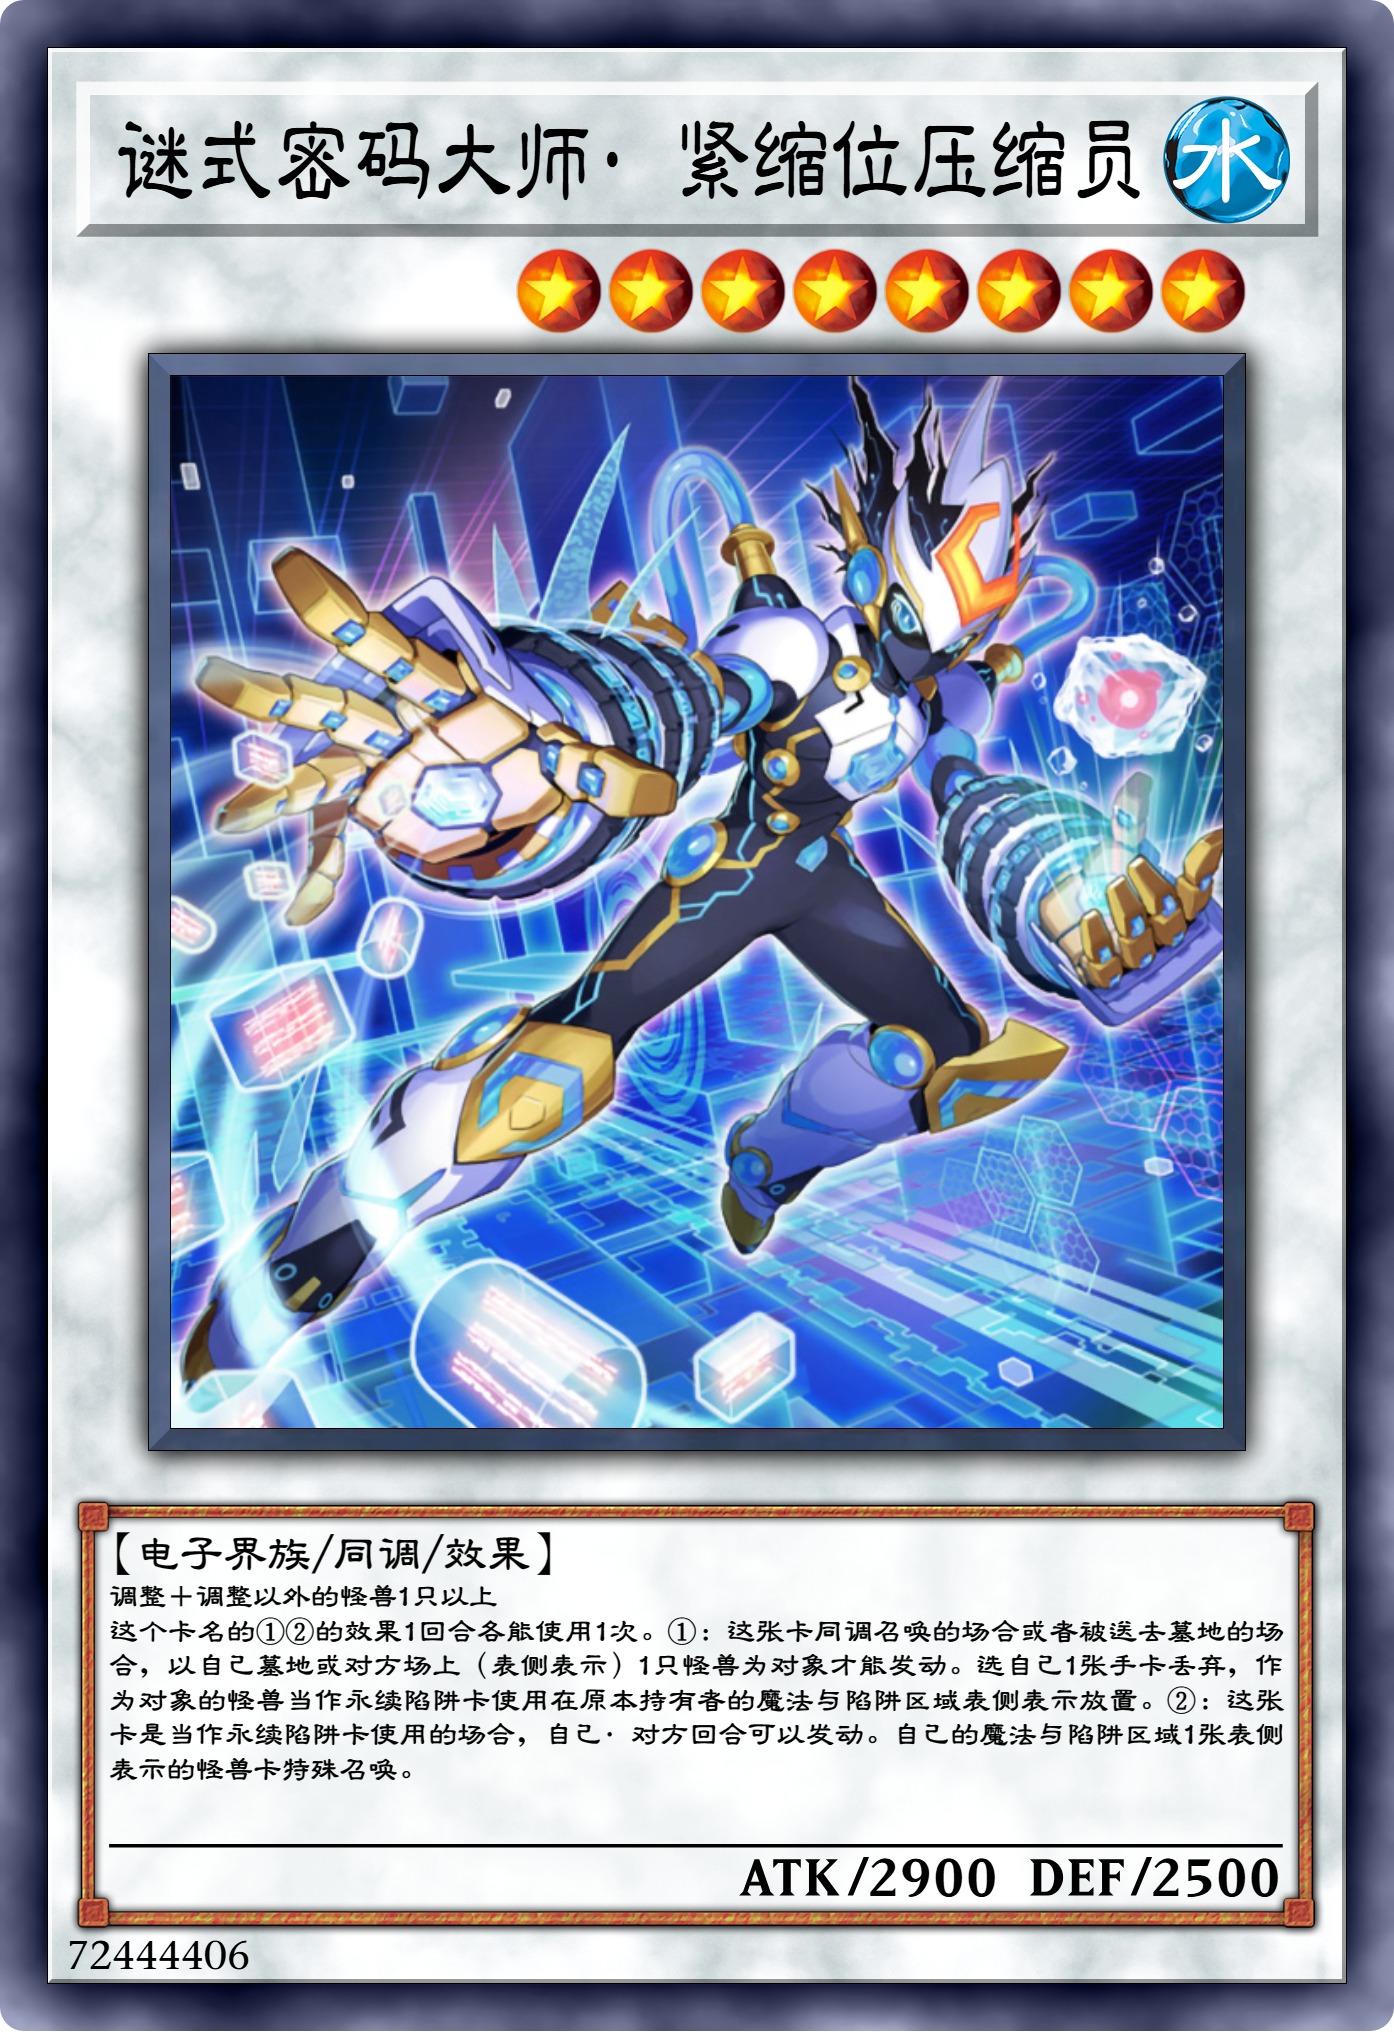 谜式密码大师·紧缩位压缩员
水
【电子界族/同调/效果】
调整＋调整以外的怪兽1只以上
这个卡名的①②的效果1回合各能使用1次。①：这张卡同调召唤的场合或者被送去墓地的场
合，以自己墓地或对方场上（表侧表示）1只怪兽为对象才能发动。选自己1张手卡丢弃，作
为对象的怪兽当作永续陷阱卡使用在原本持有者的魔法与陷阱区域表侧表示放置。②：这张
卡是当作永续陷阱卡使用的场合，自己·对方回合可以发动。自己的魔法与陷阱区域1张表侧
表示的怪兽卡特殊召唤。
ATK/2900 DEF/2500
72444406